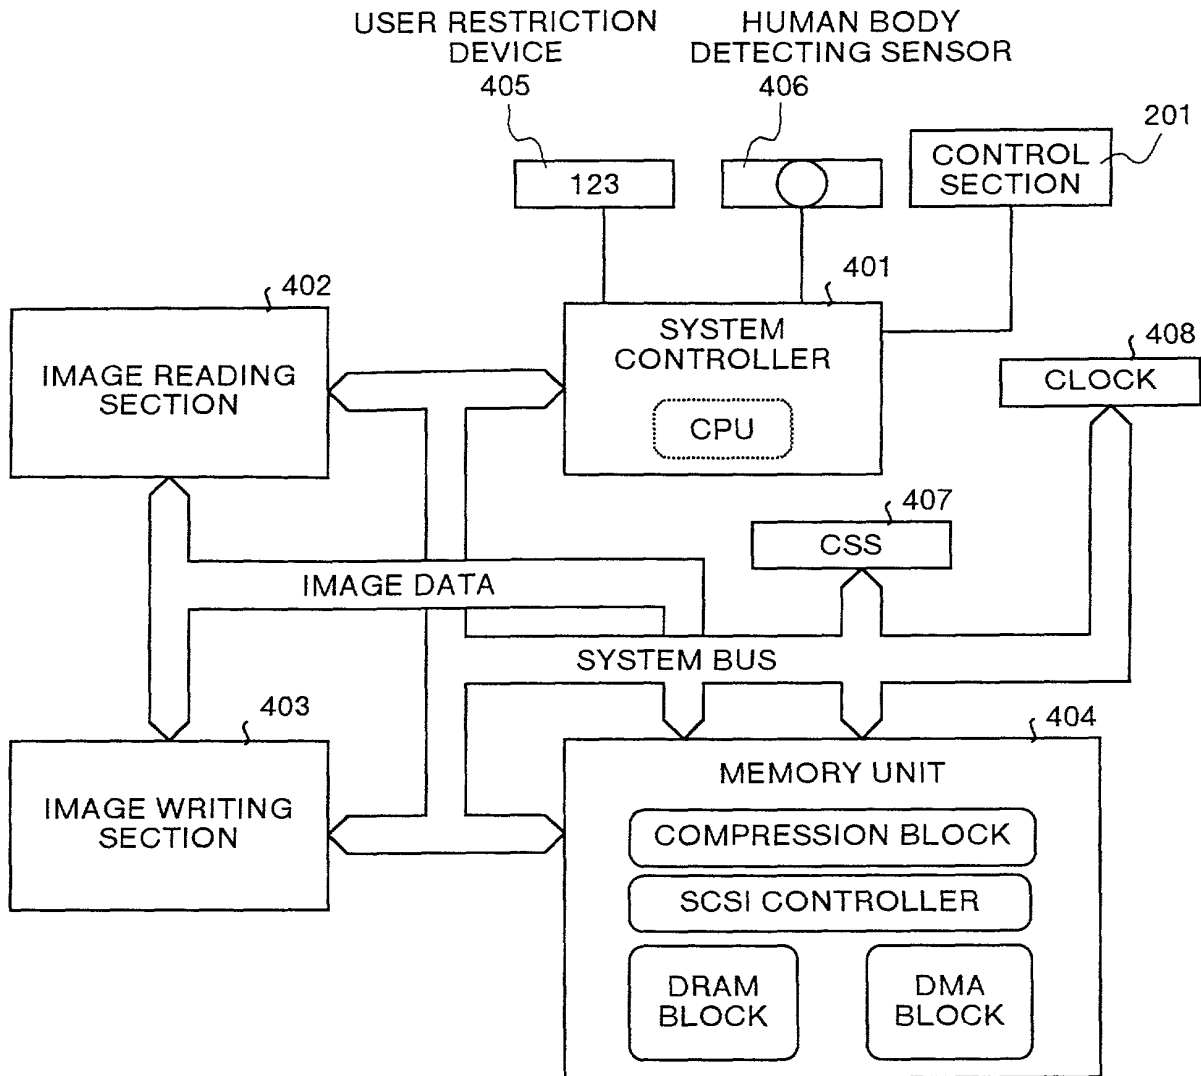 USER RESTRICTION
DEVICE
405
HUMAN BODY
DETECTING SENSOR
406
201
123
CONTROL
SECTION
402
401
IMAGE READING
SECTION
SYSTEM
CONTROLLER
CPU
408
CLOCK
407
CSS
IMAGE DATA
SYSTEM BUS
403
404
IMAGE WRITING
SECTION
MEMORY UNIT
COMPRESSION BLOCK
SCSI CONTROLLER
DRAM
BLOCK
DMA
BLOCK